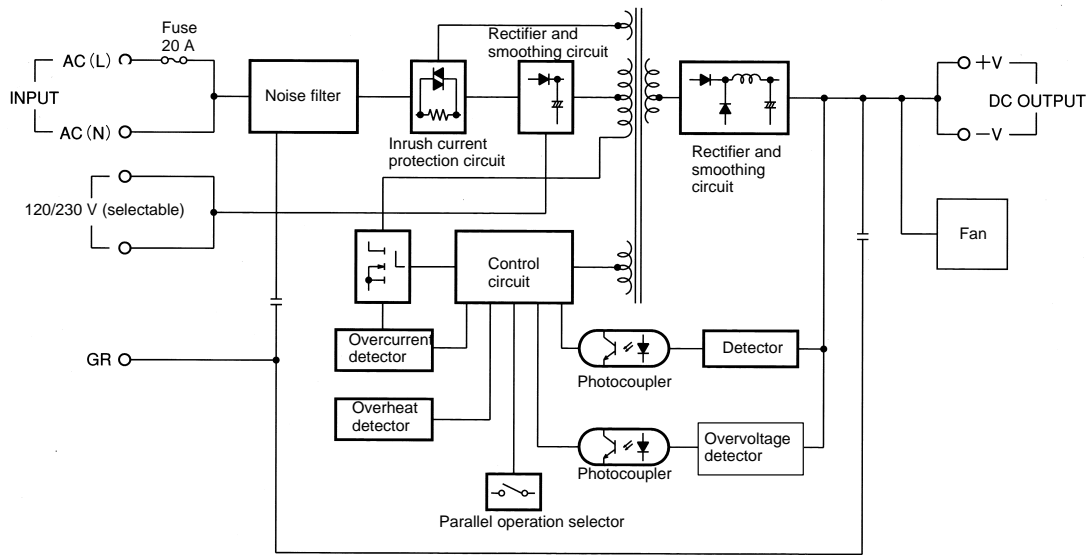 Fuse
20 A
AC (L)
INPUT
AC (N)
Noise filter
Inrush current
protection circuit
Rectifier and
smoothing circuit
Rectifier and
smoothing
circuit
+V
DC OUTPUT
−V
120/230 V (selectable)
Fan
Control
circuit
GR
Overcurrent
detector
Overheat
detector
Photocoupler
Detector
Photocoupler
Overvoltage
detector
Parallel operation selector